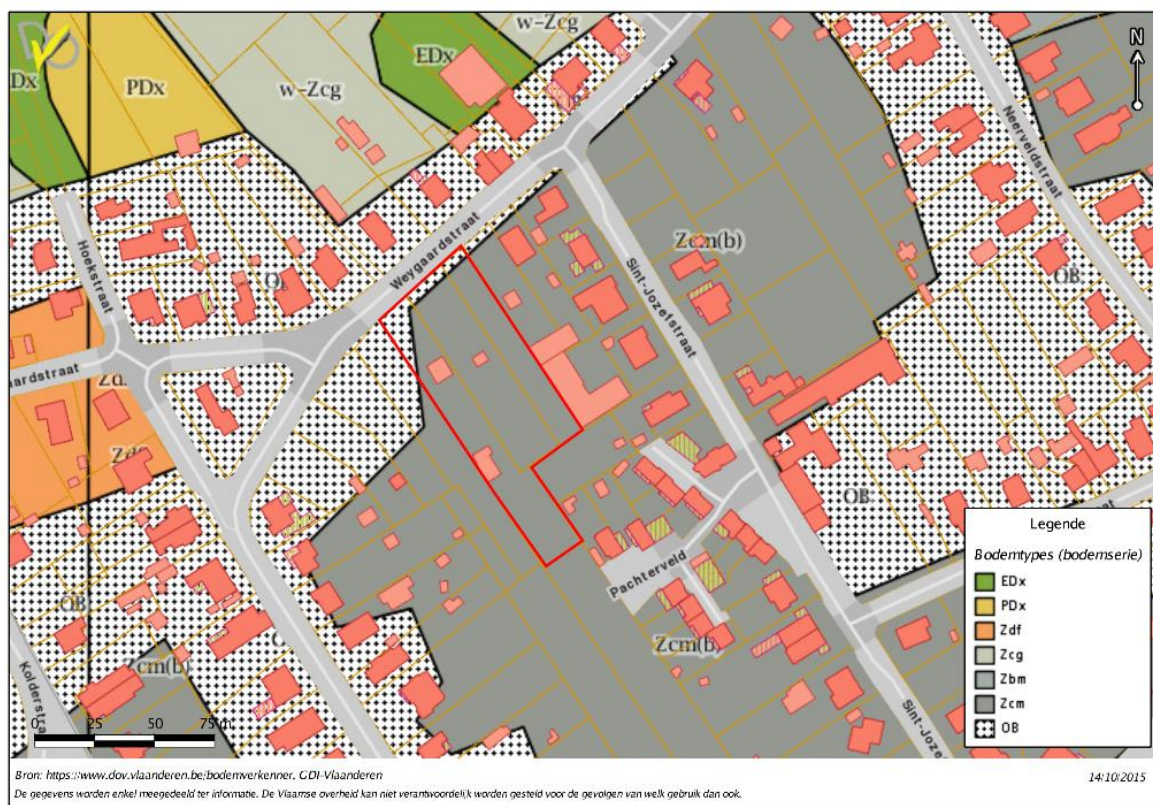 w-Zcg
EDx
N
Dx
PDx
w-Zcg
Neerveldstraat
Weygaardstraat
Zcm(b)
Hoekstraat
Sint-Jozefstraat
OB
aardstraat
OB
Legende
Bodemtypes (bodemserie)
EDx
PDx
Zdf
Zcg
Zbm
Zcm
OB
Pachterveld
OB
Zcm(b)
Zcm(b)
Kolderstra
Sint-Joze
0 25 50 75 m
Bron: https://www.dov.vlaanderen.be/bodemverkenner, GDI-Vlaanderen
14/10/2015
De gegevens worden enkel meegedeeld ter informatie. De Vlaamse overheid kan niet verantwoordelijk worden gesteld voor de gevolgen van welk gebruik dan ook.